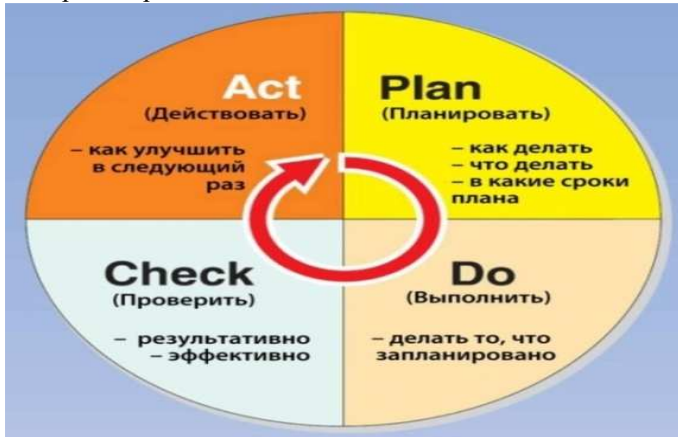 Act
(Действовать)
– как улучшить
в следующий
раз
Plan
(Планировать)
– как делать
– что делать
– в какие сроки
плана
Check
(Проверить)
– результативно
– эффективно
Do
(Выполнить)
– делать то, что
запланировано